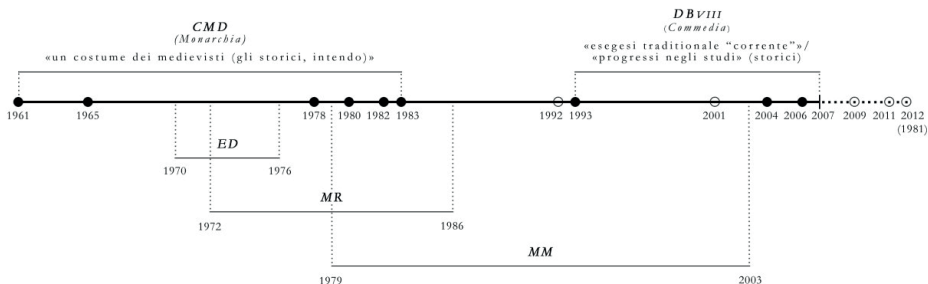 CMD
(Monarchia)
«un costume dei medievisti (gli storici, intendo)»
DBVIII
(Commedia)
«esegesi traditionale “corrente”»/
«progressi negli studi» (storici)
1961 1965 1978 1980 1982 1983 1992 1993 2001 2004 2006 2007 2009 2011 2012
(1981)
ED
1970 1976
MR
1972 1986
MM
1979 2003